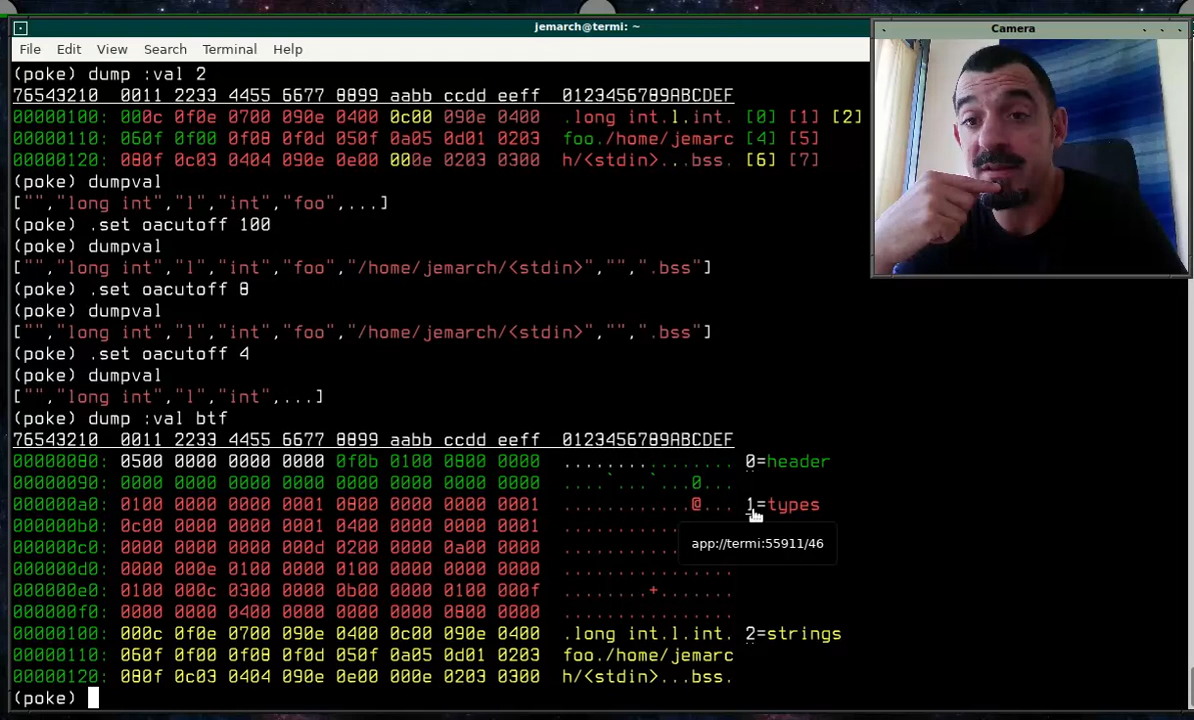 jemarch@termi: ~
Camera
File Edit View Search Terminal Help
(poke) dump :val 2
76543210 0011 2233 4455 6677 8899 aabb ccdd eeff 0123456789ABCDEF
00000100: 000c 0f0e 0700 090e 0400 0c00 090e 0400 .long int.l.int. [0] [1] [2]
00000110: 060f 0f00 0f08 0f0d 050f 0a05 0d01 0203 foo./home/jemarc [4] [5]
00000120: 080f 0c03 0404 090e 0e00 000e 0203 0300 h/<stdin>...bss. [6] [7]
(poke) dumpval
["","long int","l","int","foo",....]
(poke) .set oacutoff 100
(poke) dumpval
["","long int","l","int","foo","/home/jemarch/<stdin>","",".bss"]
(poke) .set oacutoff 8
(poke) dumpval
["","long int","l","int","foo","/home/jemarch/<stdin>","",".bss"]
(poke) .set oacutoff 4
(poke) dumpval
["","long int","l","int",....]
(poke) dump :val btf
76543210 0011 2233 4455 6677 8899 aabb ccdd eeff 0123456789ABCDEF
00000080: 0500 0000 0000 0000 0f0b 0100 0800 0000 ................ 0=header
00000090: 0000 0000 0000 0000 0000 0000 0000 0000 ....`...`...0...
000000a0: 0100 0000 0000 0001 0800 0000 0000 0001 ............@... 1=types
000000b0: 0c00 0000 0000 0001 0400 0000 0000 0001
000000c0: 0000 0000 0000 000d 0200 0000 0a00 0000
app://termi:55911/46
000000d0: 0000 000e 0100 0000 0100 0000 0000 0000 ................
000000e0: 0100 000c 0300 0000 0b00 0000 0100 000f ........+.......
000000f0: 0000 0000 0400 0000 0000 0000 0800 0000 ................
00000100: 000c 0f0e 0700 090e 0400 0c00 090e 0400 .long int.l.int. 2=strings
00000110: 060f 0f00 0f08 0f0d 050f 0a05 0d01 0203 foo./home/jemarc
00000120: 080f 0c03 0404 090e 0e00 000e 0203 0300 h/<stdin>...bss.
(poke)